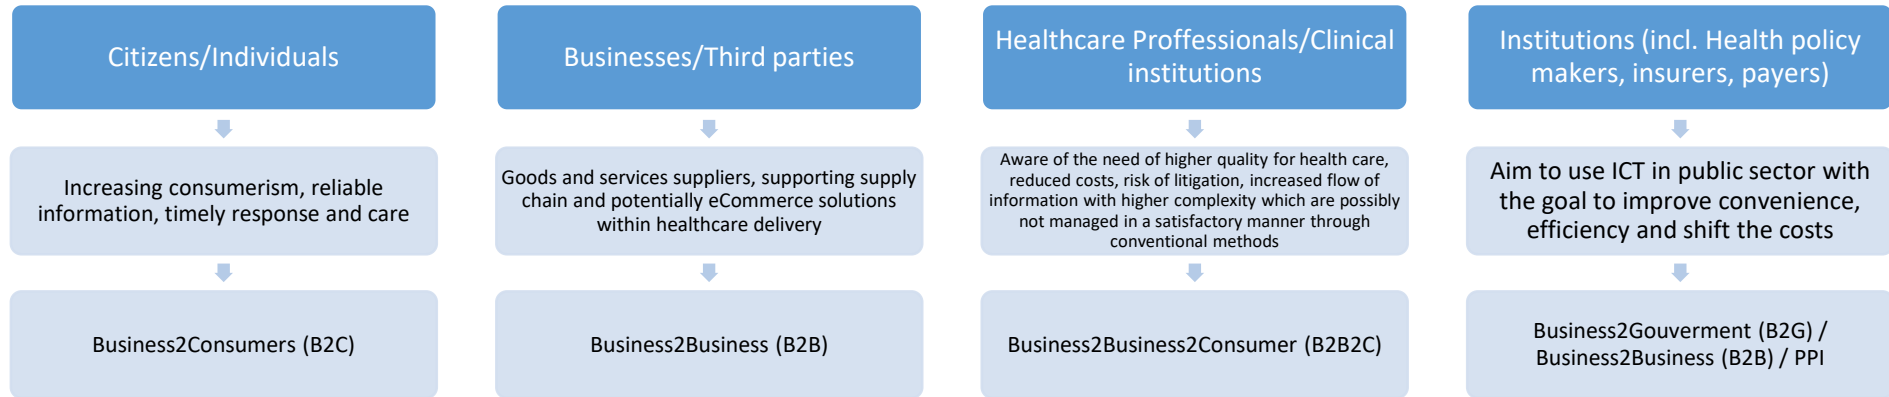 Citizens/Individuals
Increasing consumerism, reliable
information, timely response and care
Business2Consumers (B2C)
Businesses/Third parties
Goods and services suppliers, supporting supply
chain and potentially eCommerce solutions
within healthcare delivery
Business2Business (B2B)
Healthcare Proffessionals/Clinical
institutions
Aware of the need of higher quality for health care,
reduced costs, risk of litigation, increased flow of
information with higher complexity which are possibly
not managed in a satisfactory manner through
conventional methods
Business2Business2Consumer (B2B2C)
Institutions (incl. Health policy
makers, insurers, payers)
Aim to use ICT in public sector with
the goal to improve convenience,
efficiency and shift the costs
Business2Gouverment (B2G) /
Business2Business (B2B) / PPI